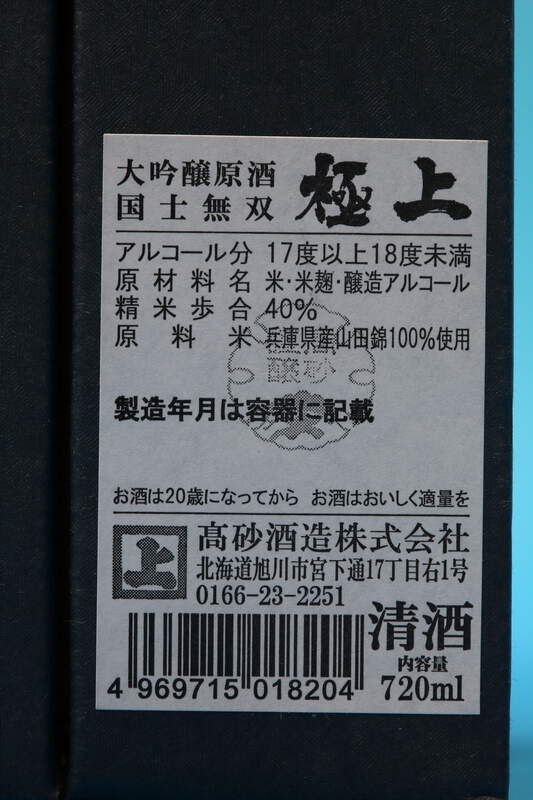 大吟醸原酒
国士無双 極上
アルコール分 17度以上18度未満
原材料名 米・米麹・醸造アルコール
精米歩合 40%
原料米 兵庫県産山田錦100%使用
製造年月は容器に記載
お酒は20歳になってから お酒はおいしく適量を
上
髙砂酒造株式会社
北海道旭川市宮下通17丁目右1号
0166-23-2251
清酒
内容量
720ml
4 969715 018204